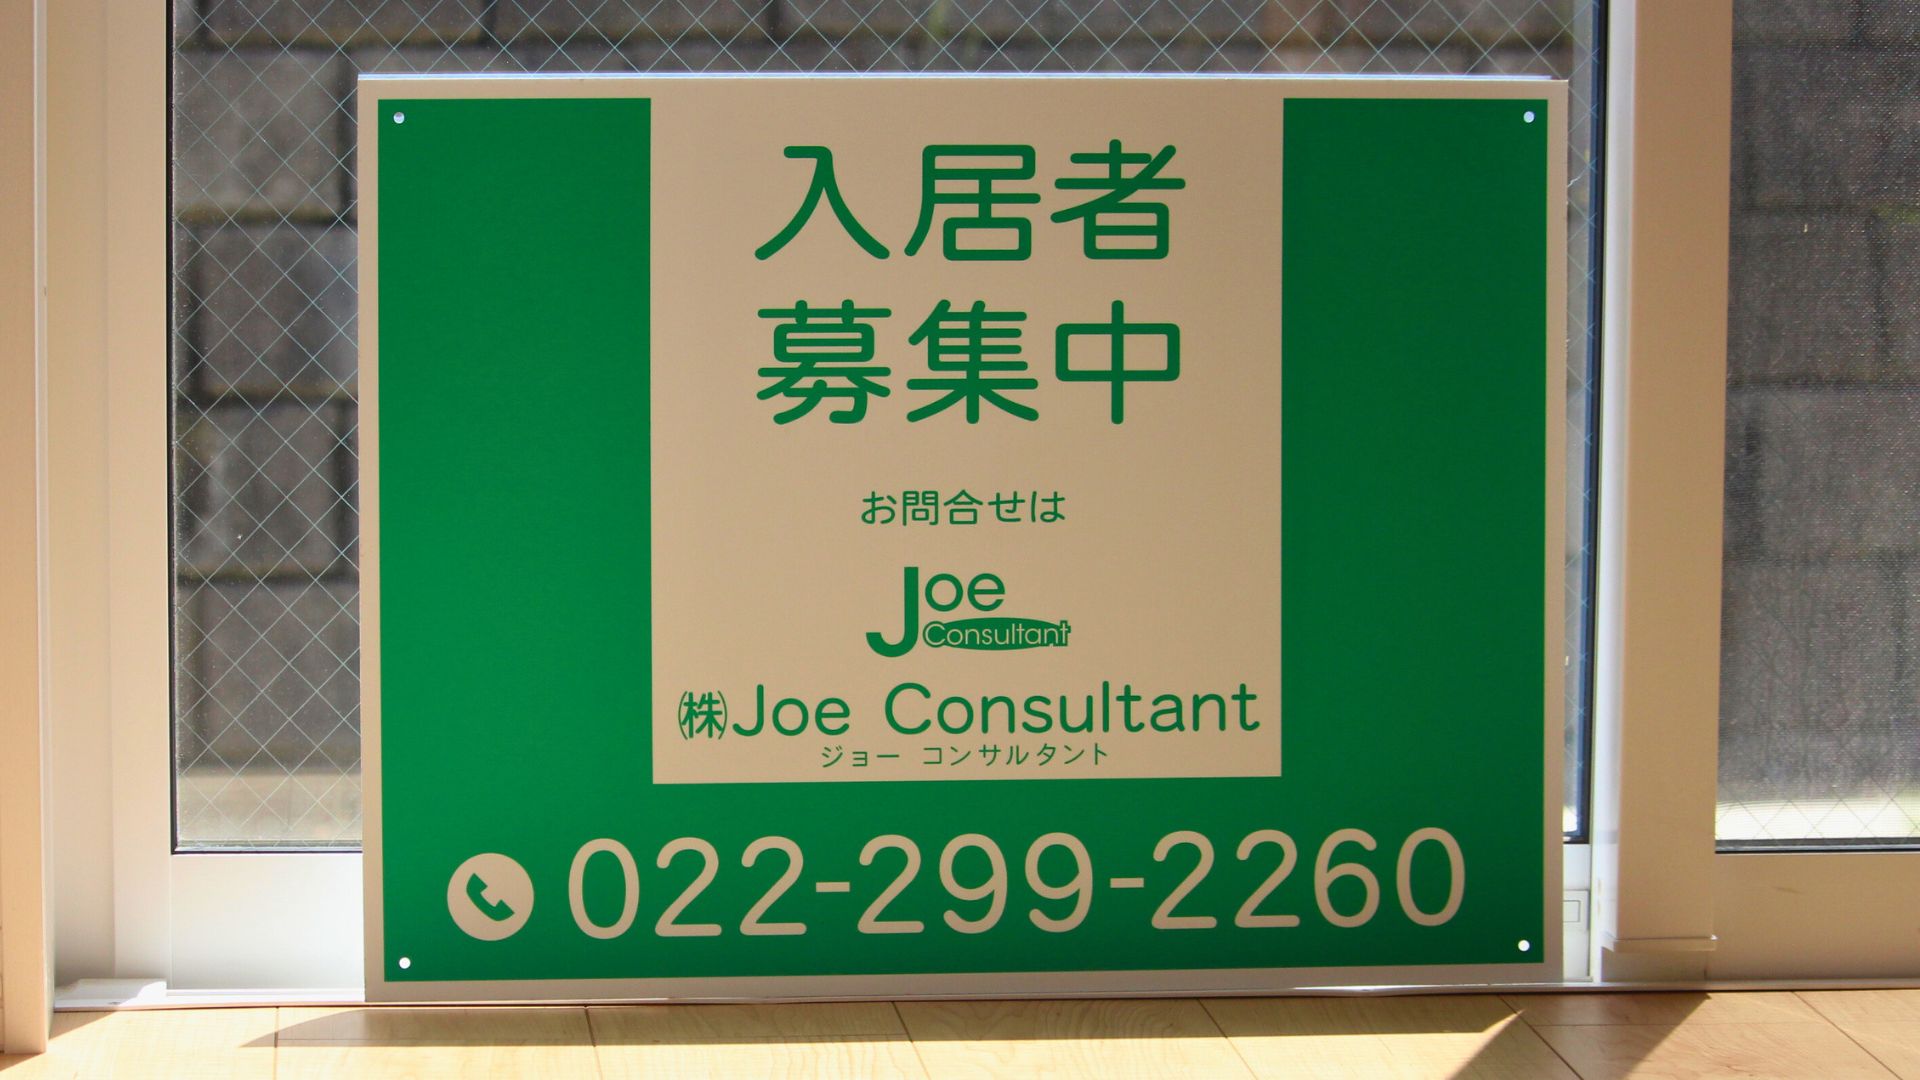 入居者
募集中
お問合せは
Joe
Consultant
㈱Joe Consultant
ジョー コンサルタント
022-299-2260